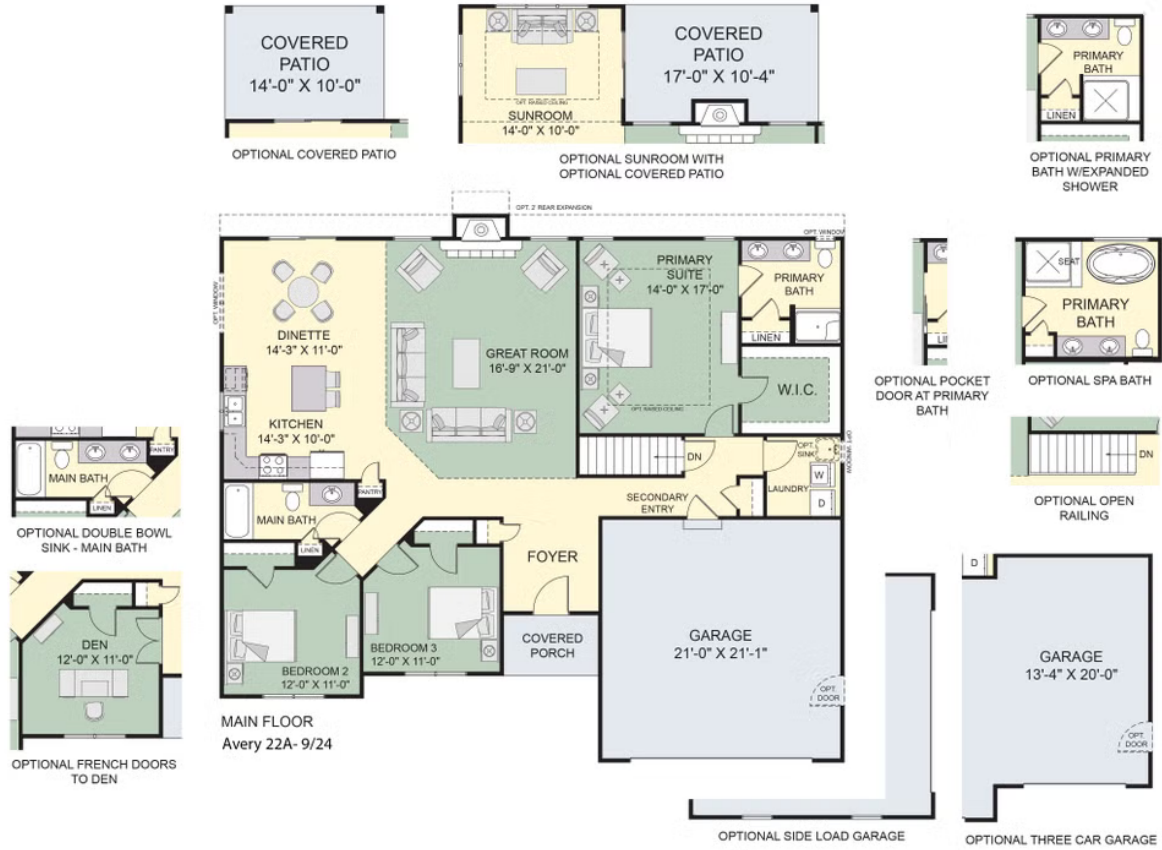 COVERED
PATIO
14'-0" X 10'-0"
OPTIONAL COVERED PATIO
OPT. RAISED CEILING
SUNROOM
14'-0" X 10'-0"
COVERED
PATIO
17'-0" X 10'-4"
OPTIONAL SUNROOM WITH
OPTIONAL COVERED PATIO
PRIMARY
BATH
LINEN
OPTIONAL PRIMARY
BATH W/EXPANDED
SHOWER
OPT. 2' REAR EXPANSION
OPT. WINDOW
OPT. WINDOW
DINETTE
14'-3" X 11'-0"
KITCHEN
14'-3" X 10'-0"
GREAT ROOM
16'-9" X 21'-0"
PRIMARY
SUITE
14'-0" X 17'-0"
OPT. RAISED CEILING
PRIMARY
BATH
LINEN
W.I.C.
DN
OPT.
SINK
OPT. WINDOW
W
D
LAUNDRY
SECONDARY
ENTRY
PANTRY
MAIN BATH
LINEN
FOYER
BEDROOM 2
12'-0" X 11'-0"
BEDROOM 3
12'-0" X 11'-0"
COVERED
PORCH
GARAGE
21'-0" X 21'-1"
OPT.
DOOR
MAIN FLOOR
Avery 22A- 9/24
PANTRY
MAIN BATH
LINEN
OPTIONAL DOUBLE BOWL
SINK - MAIN BATH
DEN
12'-0" X 11'-0"
OPTIONAL FRENCH DOORS
TO DEN
OPTIONAL POCKET
DOOR AT PRIMARY
BATH
SEAT
PRIMARY
BATH
OPTIONAL SPA BATH
DN
OPTIONAL OPEN
RAILING
D
GARAGE
13'-4" X 20'-0"
OPT.
DOOR
OPTIONAL SIDE LOAD GARAGE
OPTIONAL THREE CAR GARAGE